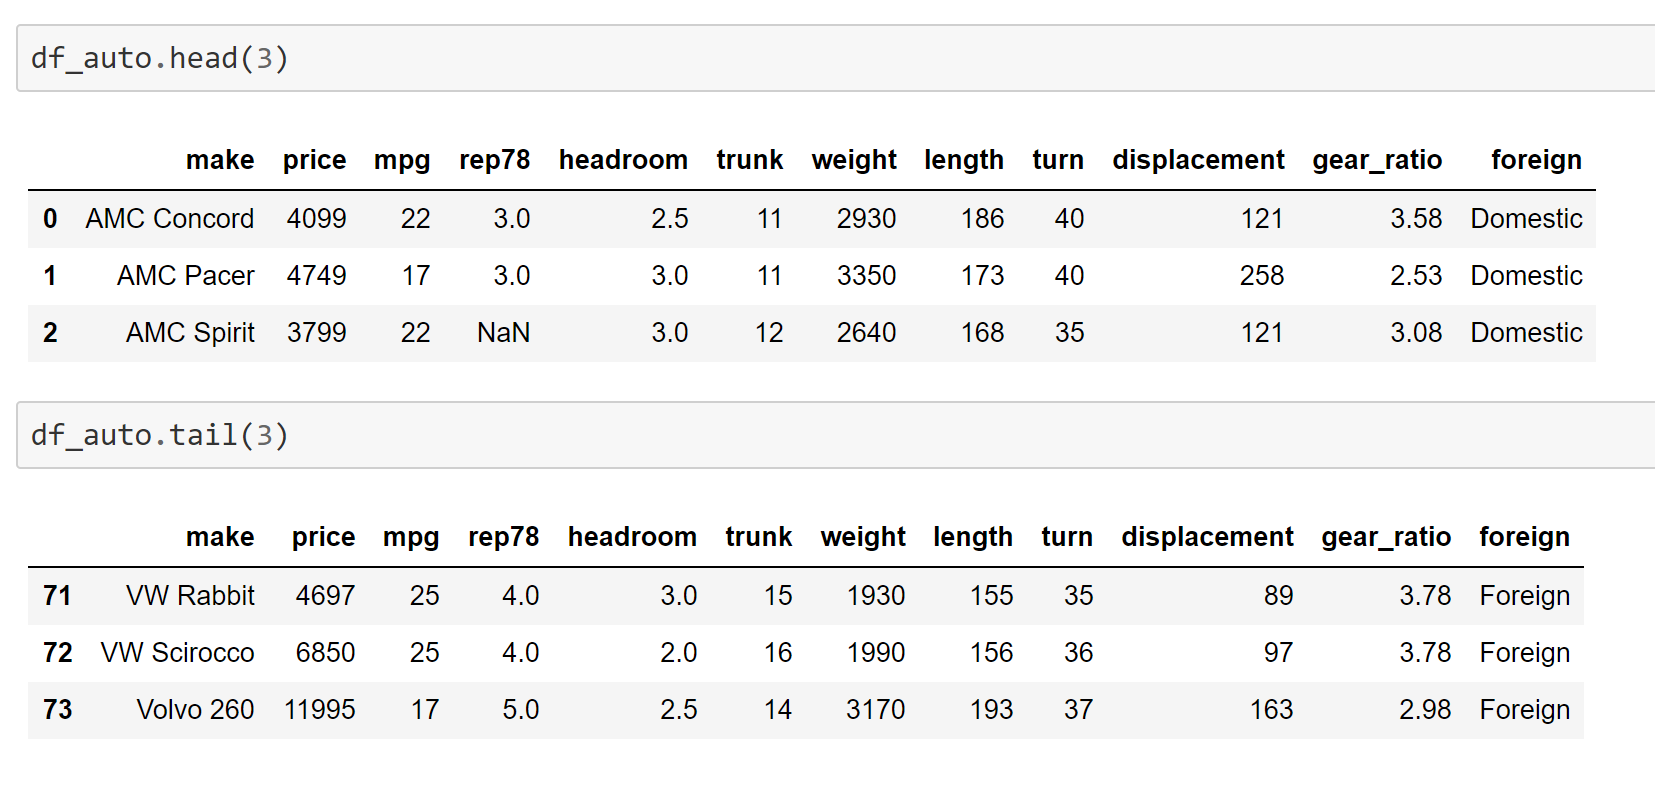 df_auto.head(3)
make price mpg rep78 headroom trunk weight length turn displacement gear_ratio foreign
0 AMC Concord 4099 22 3.0 2.5 11 2930 186 40 121 3.58 Domestic
1 AMC Pacer 4749 17 3.0 3.0 11 3350 173 40 258 2.53 Domestic
2 AMC Spirit 3799 22 NaN 3.0 12 2640 168 35 121 3.08 Domestic
df_auto.tail(3)
make price mpg rep78 headroom trunk weight length turn displacement gear_ratio foreign
71 VW Rabbit 4697 25 4.0 3.0 15 1930 155 35 89 3.78 Foreign
72 VW Scirocco 6850 25 4.0 2.0 16 1990 156 36 97 3.78 Foreign
73 Volvo 260 11995 17 5.0 2.5 14 3170 193 37 163 2.98 Foreign